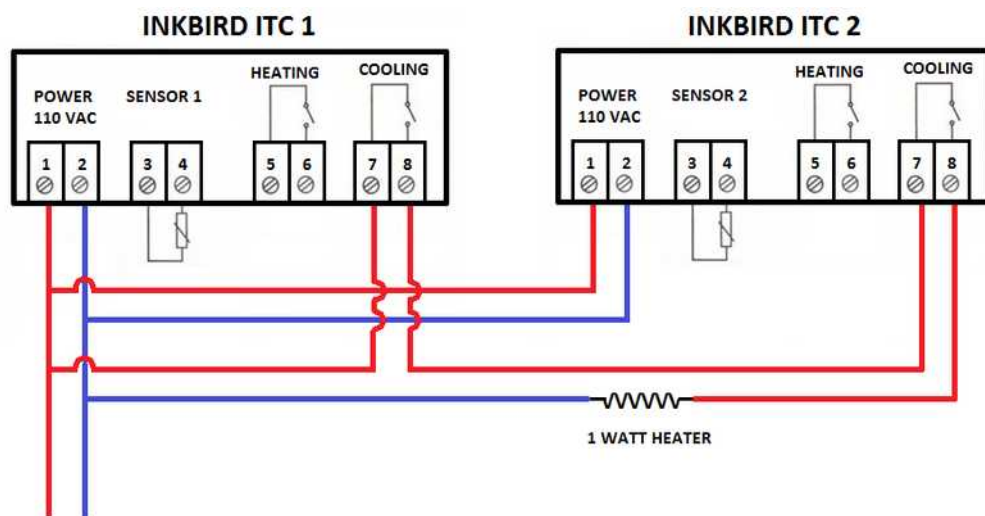 INKBIRD ITC 1
INKBIRD ITC 2
HEATING
COOLING
POWER
110 VAC
SENSOR 1
1 2 3 4 5 6 7 8
HEATING
COOLING
POWER
110 VAC
SENSOR 2
1 2 3 4 5 6 7 8
1 WATT HEATER